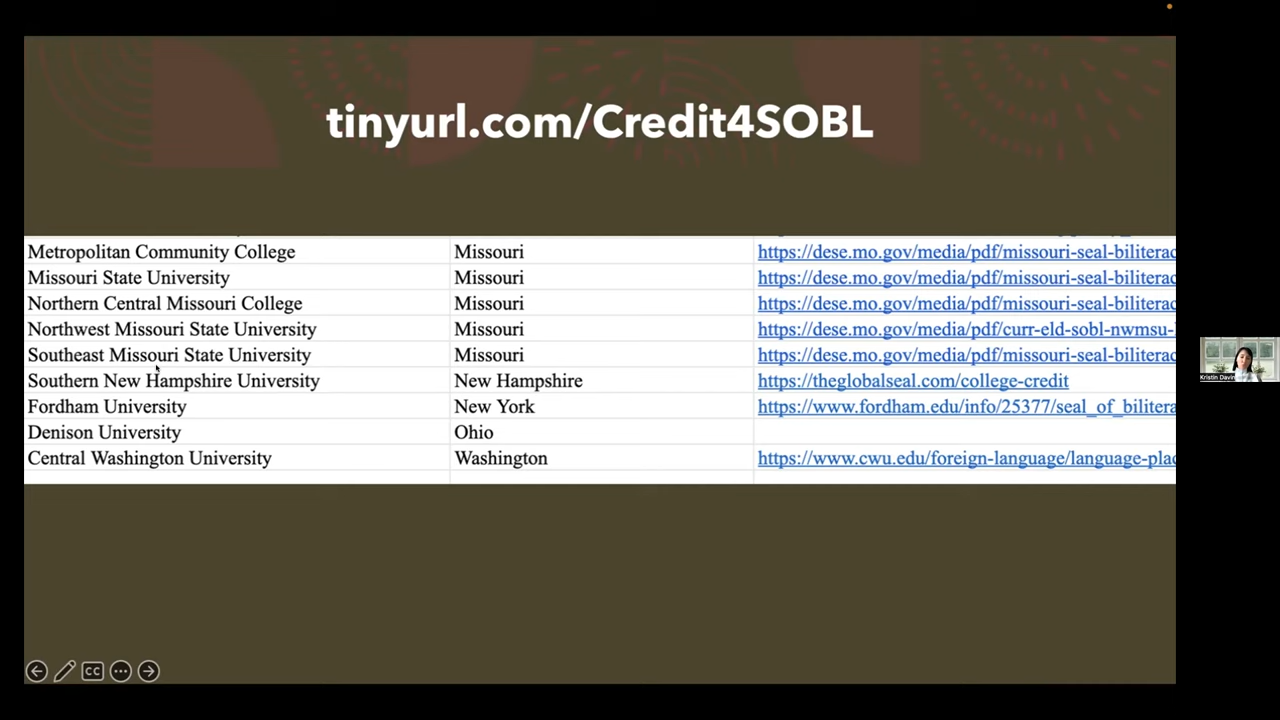 tinyurl.com/Credit4SOBL
Metropolitan Community College Missouri https://dese.mo.gov/media/pdf/missouri-seal-biliterac
Missouri State University Missouri https://dese.mo.gov/media/pdf/missouri-seal-biliterac
Northern Central Missouri College Missouri https://dese.mo.gov/media/pdf/missouri-seal-biliterac
Northwest Missouri State University Missouri https://dese.mo.gov/media/pdf/curr-eld-sobl-nwmsu-
Southeast Missouri State University Missouri https://dese.mo.gov/media/pdf/missouri-seal-biliterac
Southern New Hampshire University New Hampshire https://theglobalseal.com/college-credit
Fordham University New York https://www.fordham.edu/info/25377/seal_of_bilitera
Denison University Ohio
Central Washington University Washington https://www.cwu.edu/foreign-language/language-plac
CC
Kristin Davin